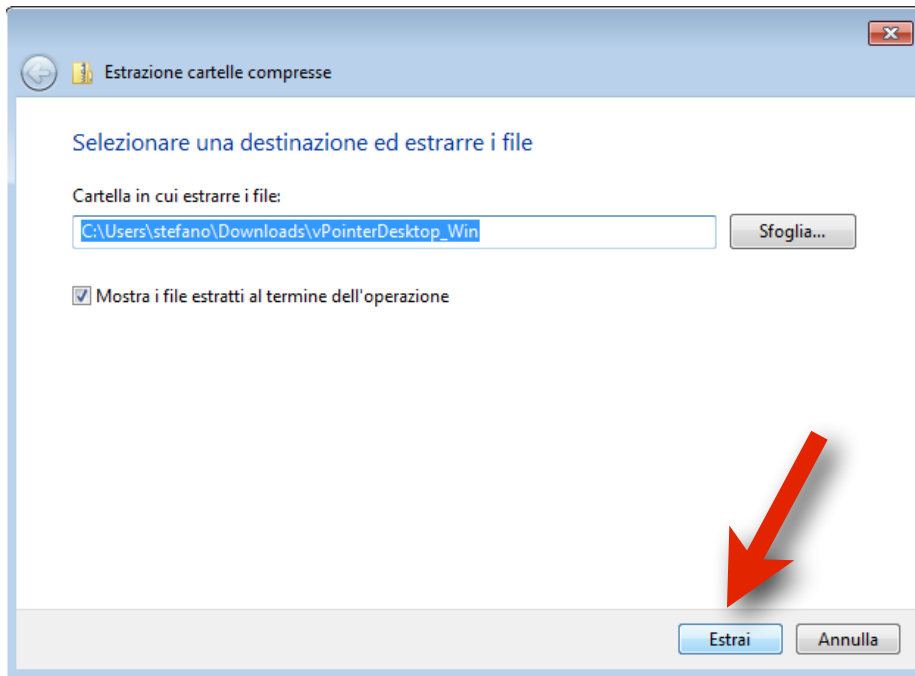 Estrazione cartelle compresse
Selezionare una destinazione ed estrarre i file
Cartella in cui estrarre i file:
C:\Users\stefano\Downloads\vPointerDesktop_Win
Sfoglia...
Mostra i file estratti al termine dell'operazione
Estrai
Annulla